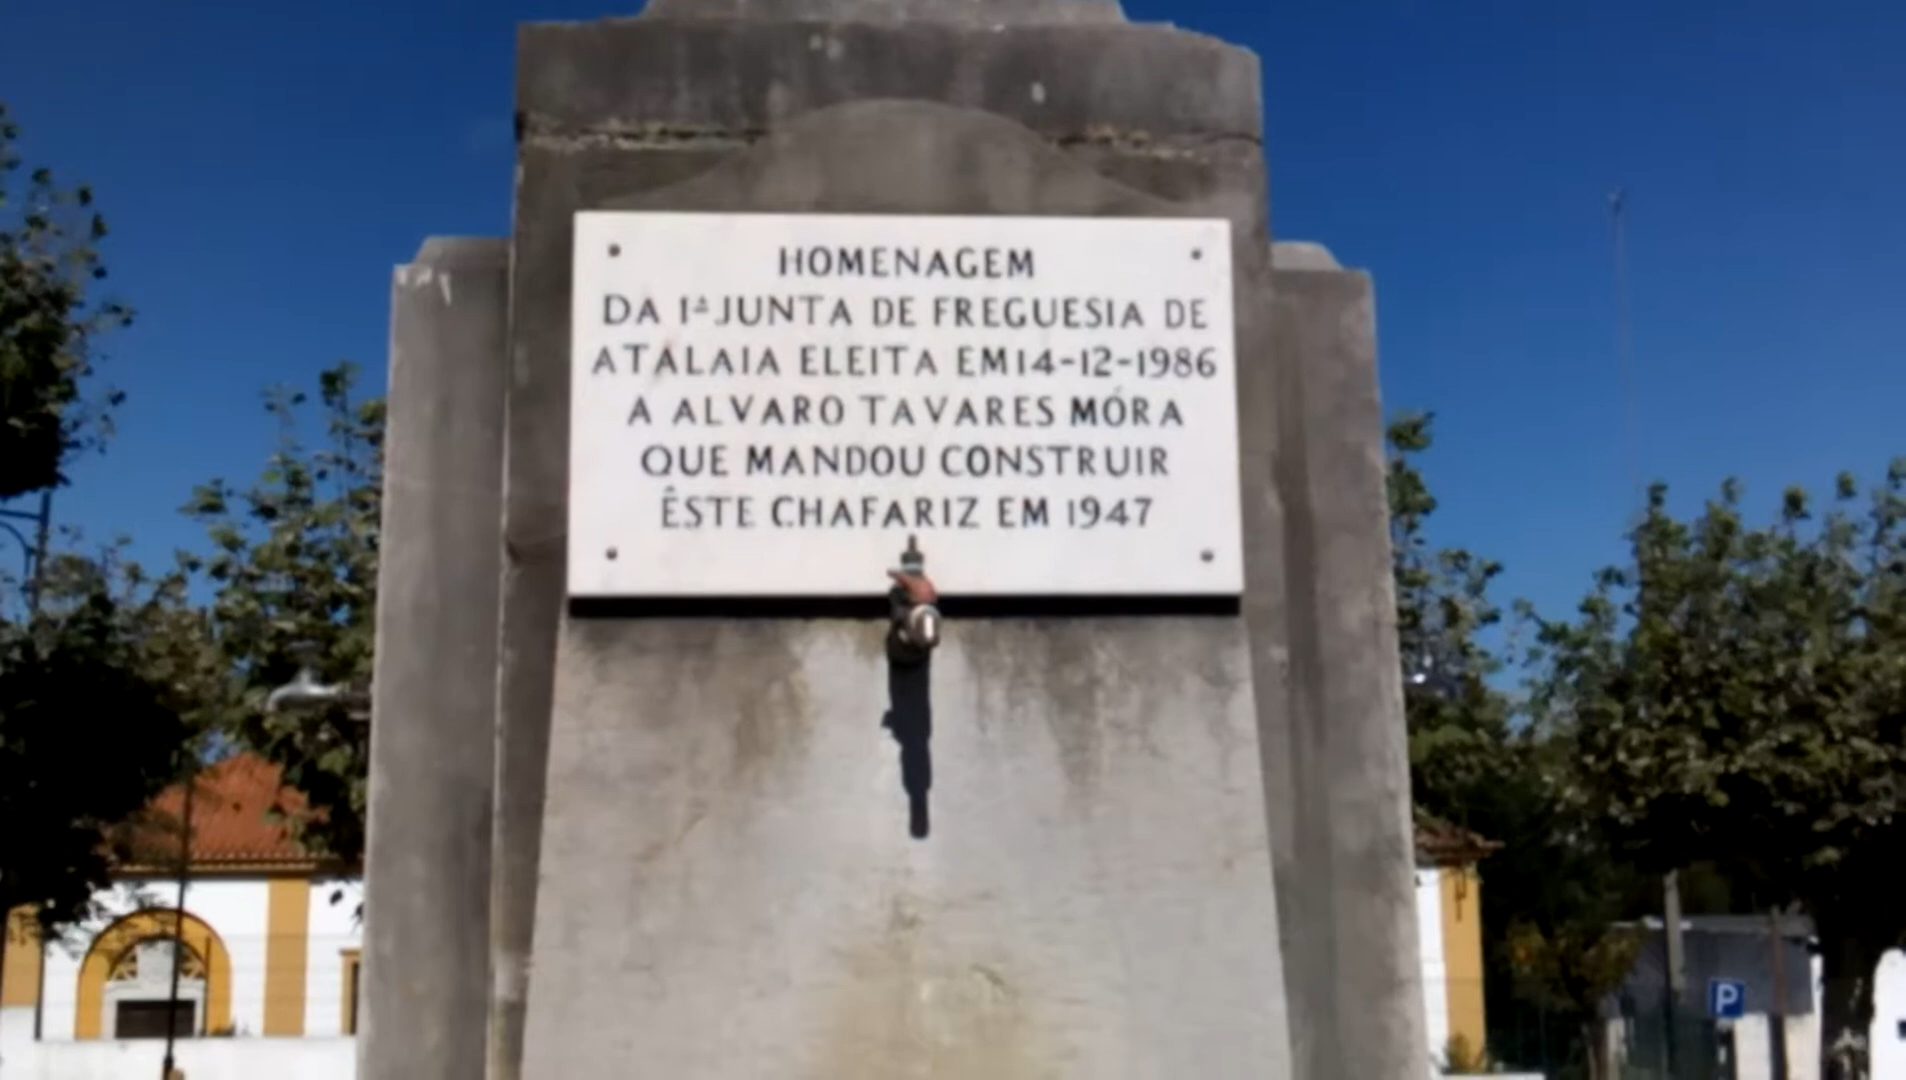 HOMENAGEM
DA 1ª JUNTA DE FREGUESIA DE
ATALAIA ELEITA EM 14-12-1986
A ALVARO TAVARES MÓRA
QUE MANDOU CONSTRUIR
ÊSTE CHAFARIZ EM 1947
P